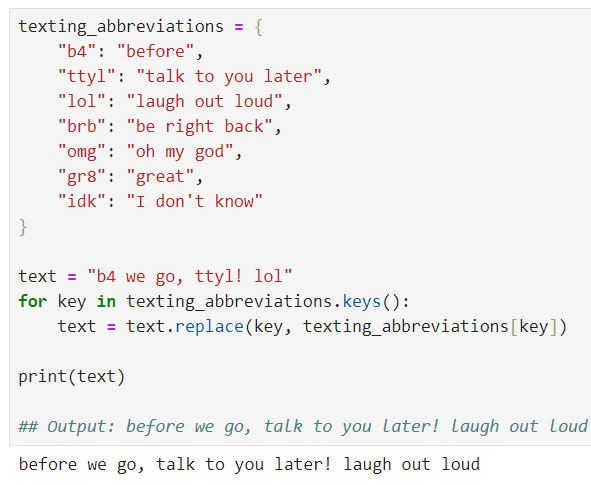 texting_abbreviations = {
    "b4": "before",
    "ttyl": "talk to you later",
    "lol": "laugh out loud",
    "brb": "be right back",
    "omg": "oh my god",
    "gr8": "great",
    "idk": "I don't know"
}

text = "b4 we go, ttyl! lol"
for key in texting_abbreviations.keys():
    text = text.replace(key, texting_abbreviations[key])

print(text)

## Output: before we go, talk to you later! laugh out loud
before we go, talk to you later! laugh out loud